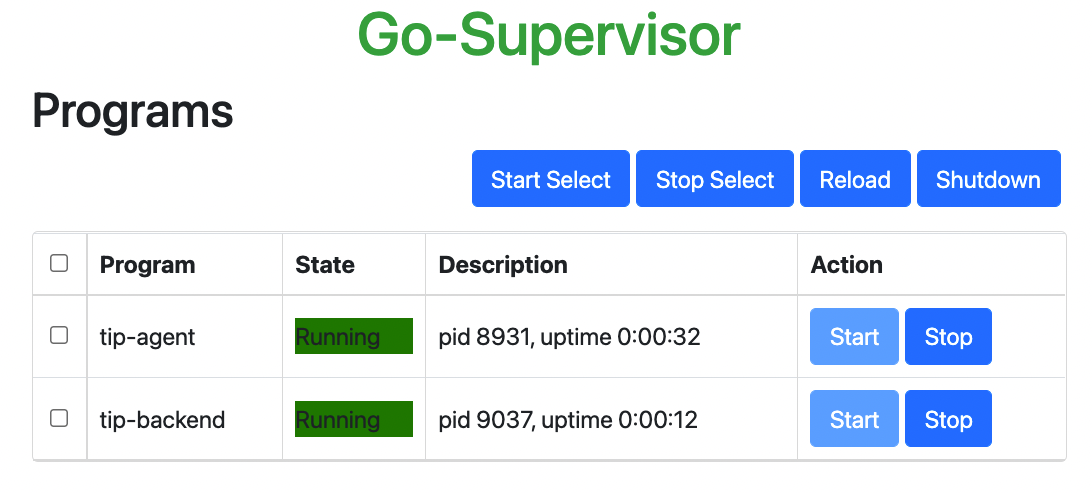 Go-Supervisor
Programs
Start Select Stop Select Reload Shutdown
Program State Description Action
tip-agent Running pid 8931, uptime 0:00:32 Start Stop
tip-backend Running pid 9037, uptime 0:00:12 Start Stop